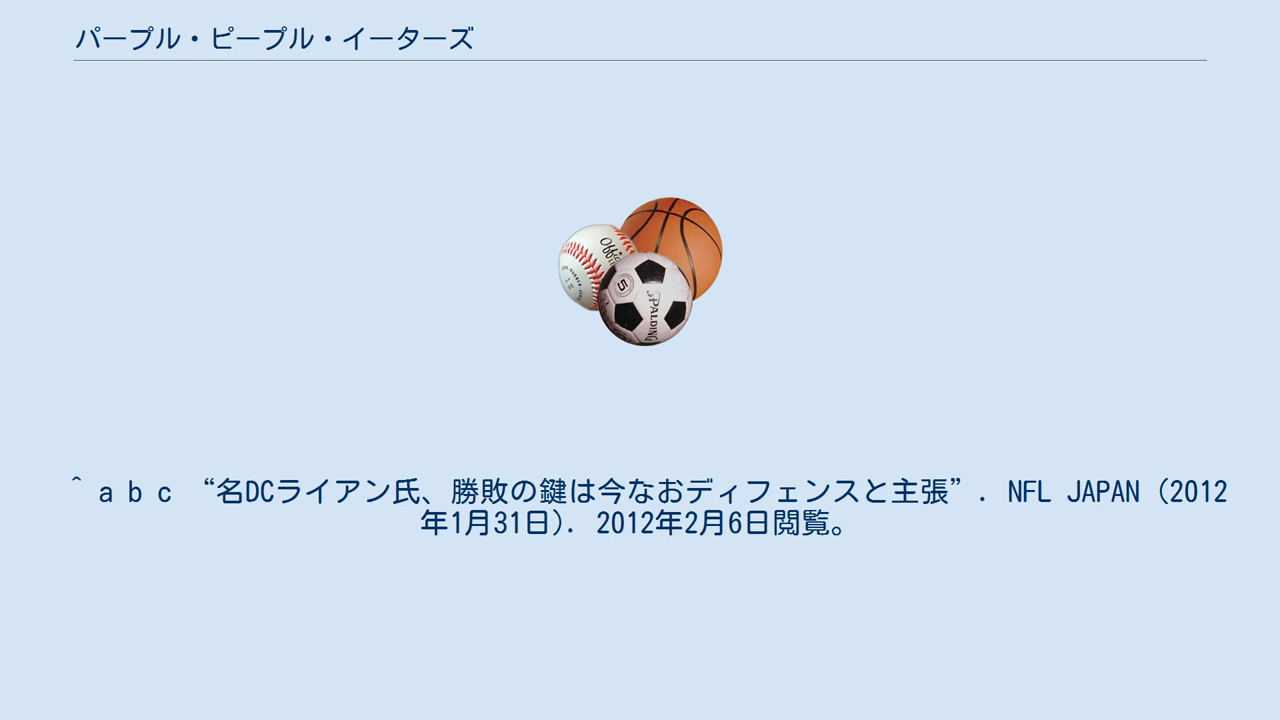 パープル・ピープル・イーターズ
Offici
5
SPALDING
^ a b c “名DCライアン氏、勝敗の鍵は今なおディフェンスと主張”. NFL JAPAN (2012
年1月31日). 2012年2月6日閲覧。